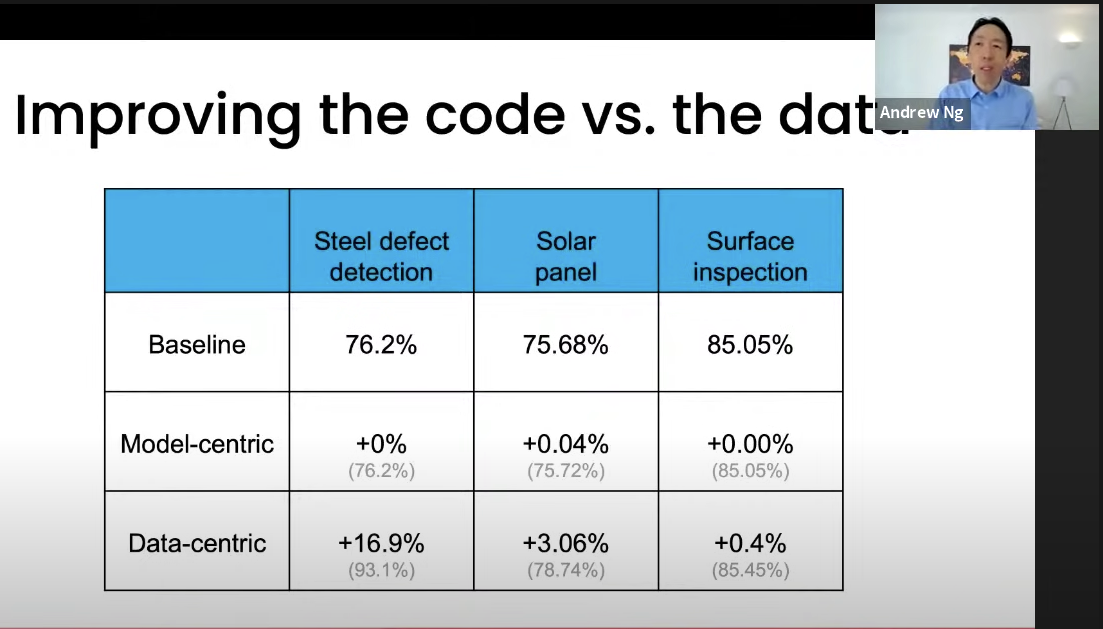 Improving the code vs. the data
Andrew Ng
Steel defect
detection
Solar
panel
Surface
inspection
Baseline
76.2%
75.68%
85.05%
Model-centric
+0%
(76.2%)
+0.04%
(75.72%)
+0.00%
(85.05%)
Data-centric
+16.9%
(93.1%)
+3.06%
(78.74%)
+0.4%
(85.45%)